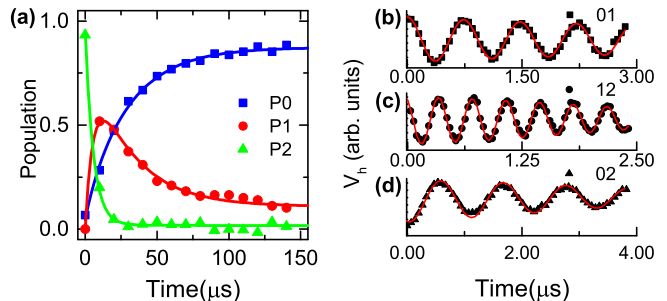 (a)
1.0
0.5
0.0
Population
P0
P1
P2
0 50 100 150
Time(μs)
V_h (arb. units)
(b)
01
0.00 1.50 3.00
(c)
12
0.00 1.25 2.50
(d)
02
0.00 2.00 4.00
Time(μs)